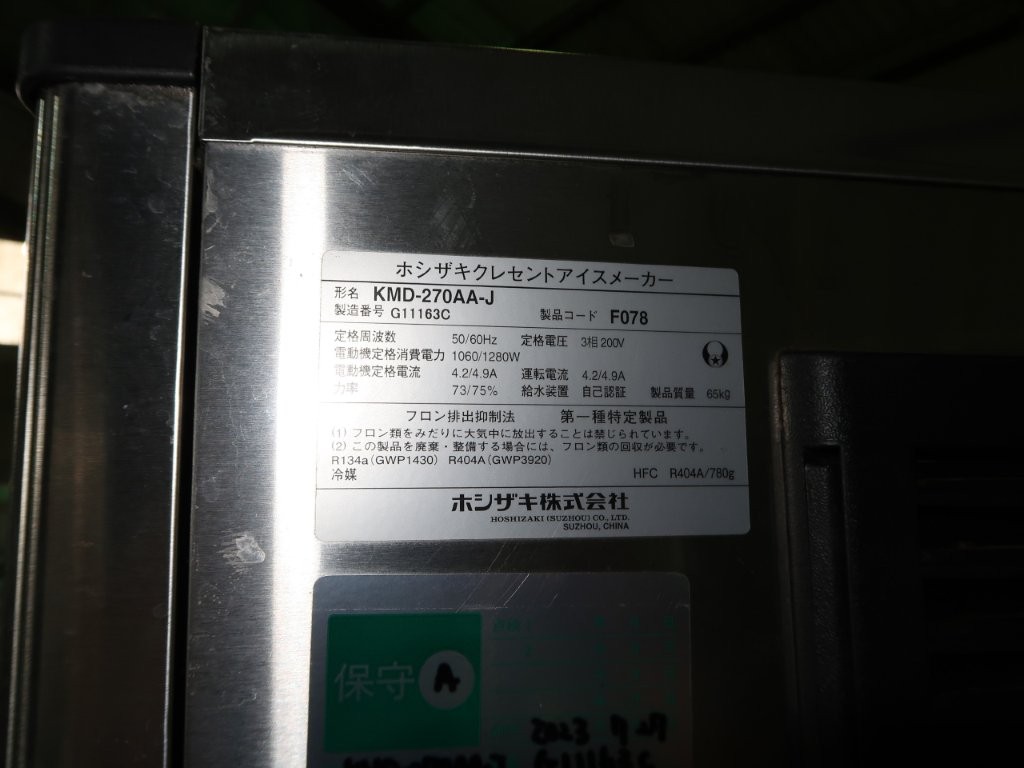 ホシザキクレセントアイスメーカー
形名 KMD-270AA-J
製造番号 G11163C 製品コード F078
定格周波数 50/60Hz 定格電圧 3相200V
電動機定格消費電力 1060/1280W
電動機定格電流 4.2/4.9A 運転電流 4.2/4.9A
力率 73/75% 給水装置 自己認証 製品質量 65kg
フロン排出抑制法 第一種特定製品
(1) フロン類をみだりに大気中に放出することは禁じられています。
(2) この製品を廃棄・整備する場合には、フロン類の回収が必要です。
R134a(GWP1430) R404A(GWP3920)
冷媒 HFC R404A/780g
ホシザキ株式会社
HOSHIZAKI (SUZHOU) CO., LTD.
SUZHOU, CHINA
保守 A
2023 7 27
G11163C